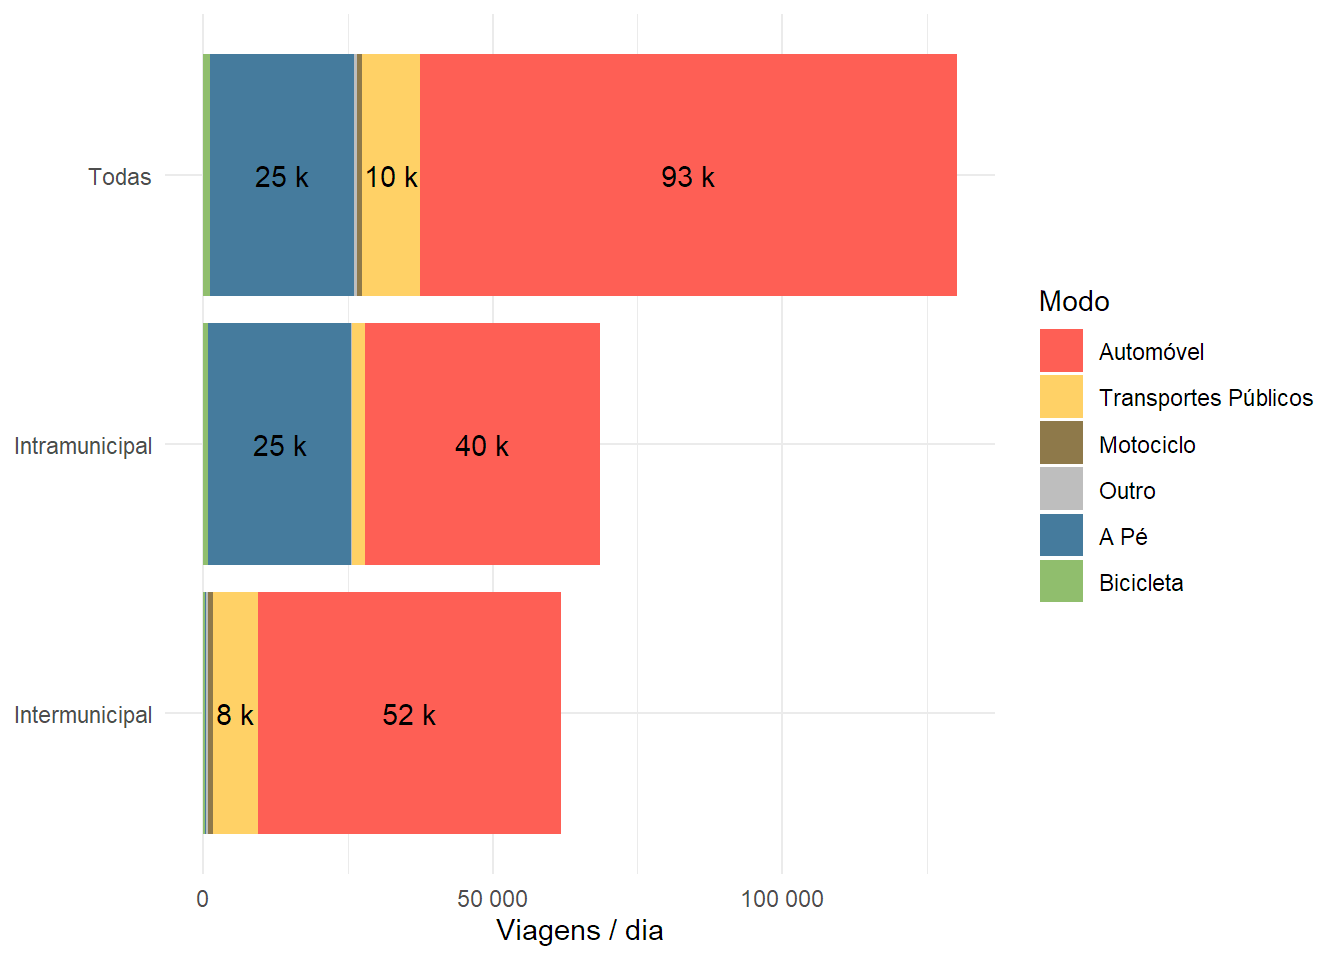 Todas
25 k
10 k
93 k
Intramunicipal
25 k
40 k
Intermunicipal
8 k
52 k
0
50 000
100 000
Viagens / dia
Modo
Automóvel
Transportes Públicos
Motociclo
Outro
A Pé
Bicicleta